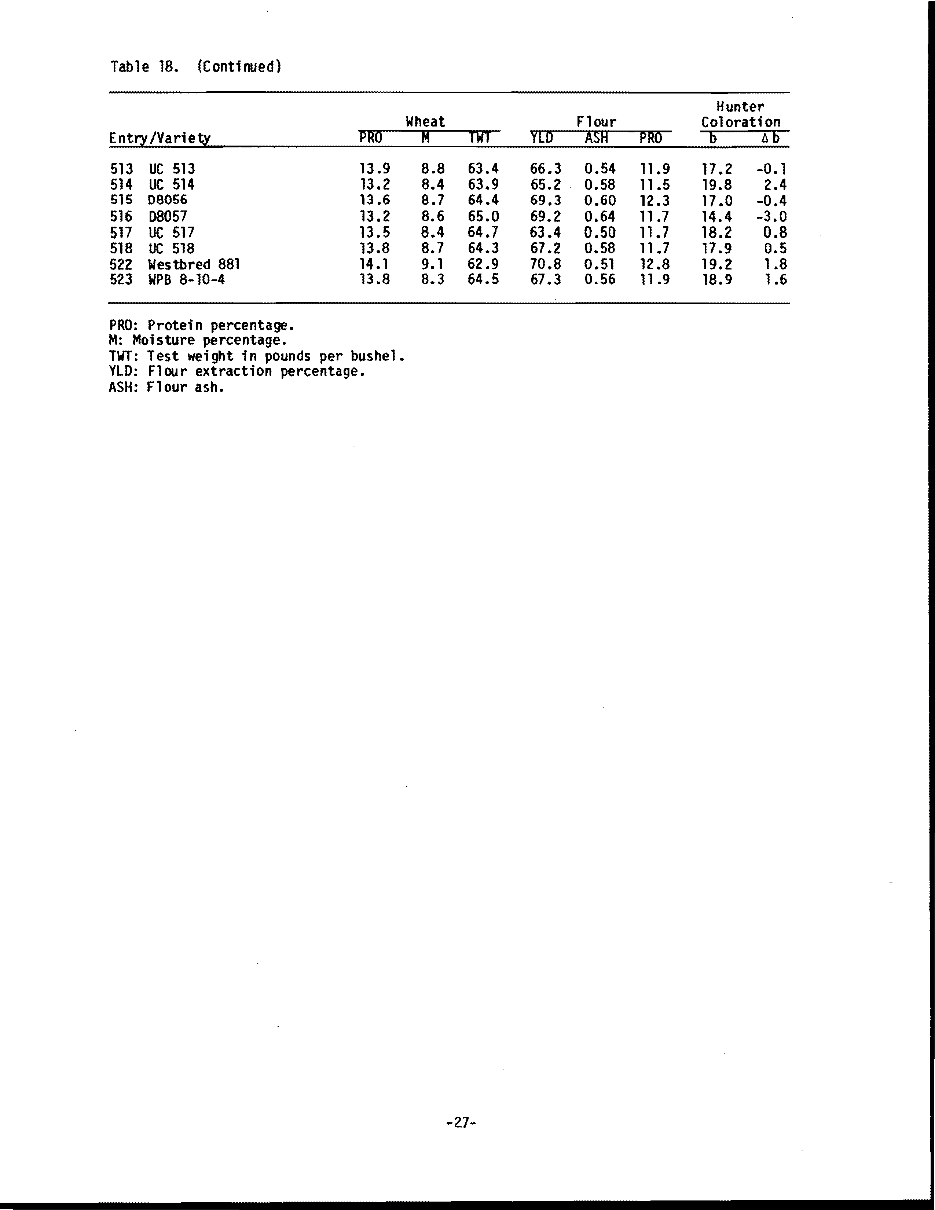 Table 18. (Continued)
Hunter
Wheat Flour Coloration
Entry/Variety PRO M TWT YLD ASH PRO b Δb
513 UC 513 13.9 8.8 63.4 66.3 0.54 11.9 17.2 -0.1
514 UC 514 13.2 8.4 63.9 65.2 0.58 11.5 19.8 2.4
515 D8056 13.6 8.7 64.4 69.3 0.60 12.3 17.0 -0.4
516 D8057 13.2 8.6 65.0 69.2 0.64 11.7 14.4 -3.0
517 UC 517 13.5 8.4 64.7 63.4 0.50 11.7 18.2 0.8
518 UC 518 13.8 8.7 64.3 67.2 0.58 11.7 17.9 0.5
522 Westbred 881 14.1 9.1 62.9 70.8 0.51 12.8 19.2 1.8
523 WPB 8-10-4 13.8 8.3 64.5 67.3 0.56 11.9 18.9 1.6
PRO: Protein percentage.
M: Moisture percentage.
TWT: Test weight in pounds per bushel.
YLD: Flour extraction percentage.
ASH: Flour ash.
-27-